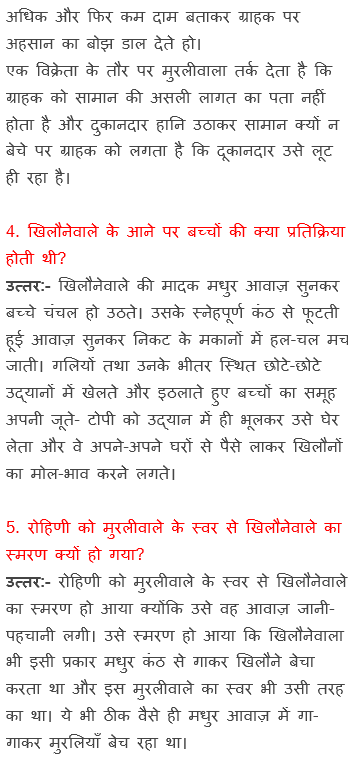 अधिक और फिर कम दाम बताकर ग्राहक पर
अहसान का बोझ डाल देते हो।
एक विक्रेता के तौर पर मुरलीवाला तर्क देता है कि
ग्राहक को सामान की असली लागत का पता नहीं
होता है और दुकानदार हानि उठाकर सामान क्यों न
बेचे पर ग्राहक को लगता है कि दूकानदार उसे लूट
ही रहा है।
4. खिलौनेवाले के आने पर बच्चों की क्या प्रतिक्रिया
होती थी?
उत्तर:- खिलौनेवाले की मादक मधुर आवाज़ सुनकर
बच्चे चंचल हो उठते। उसके स्नेहपूर्ण कंठ से फूटती
हूई आवाज़ सुनकर निकट के मकानों में हल-चल मच
जाती। गलियों तथा उनके भीतर स्थित छोटे-छोटे
उद्यानों में खेलते और इठलाते हुए बच्चों का समूह
अपनी जूते- टोपी को उद्यान में ही भूलकर उसे घेर
लेता और वे अपने-अपने घरों से पैसे लाकर खिलौनों
का मोल-भाव करने लगते।
5. रोहिणी को मुरलीवाले के स्वर से खिलौनेवाले का
स्मरण क्यों हो गया?
उत्तर:- रोहिणी को मुरलीवाले के स्वर से खिलौनेवाले
का स्मरण हो आया क्योंकि उसे वह आवाज़ जानी-
पहचानी लगी। उसे स्मरण हो आया कि खिलौनेवाला
भी इसी प्रकार मधुर कंठ से गाकर खिलौने बेचा
करता था और इस मुरलीवाले का स्वर भी उसी तरह
का था। ये भी ठीक वैसे ही मधुर आवाज़ में गा-
गाकर मुरलियाँ बेच रहा था।